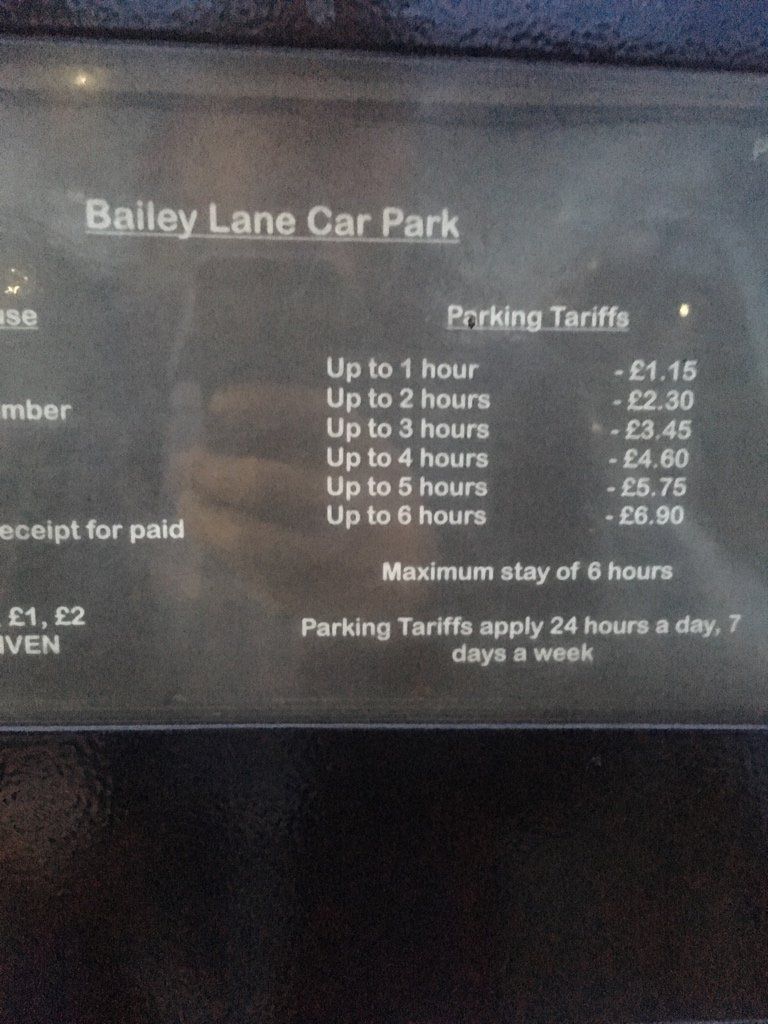 Bailey Lane Car Park
use
mber
eceipt for paid
£1, £2
IVEN
Parking Tariffs
Up to 1 hour - £1.15
Up to 2 hours - £2.30
Up to 3 hours - £3.45
Up to 4 hours - £4.60
Up to 5 hours - £5.75
Up to 6 hours - £6.90
Maximum stay of 6 hours
Parking Tariffs apply 24 hours a day, 7
days a week